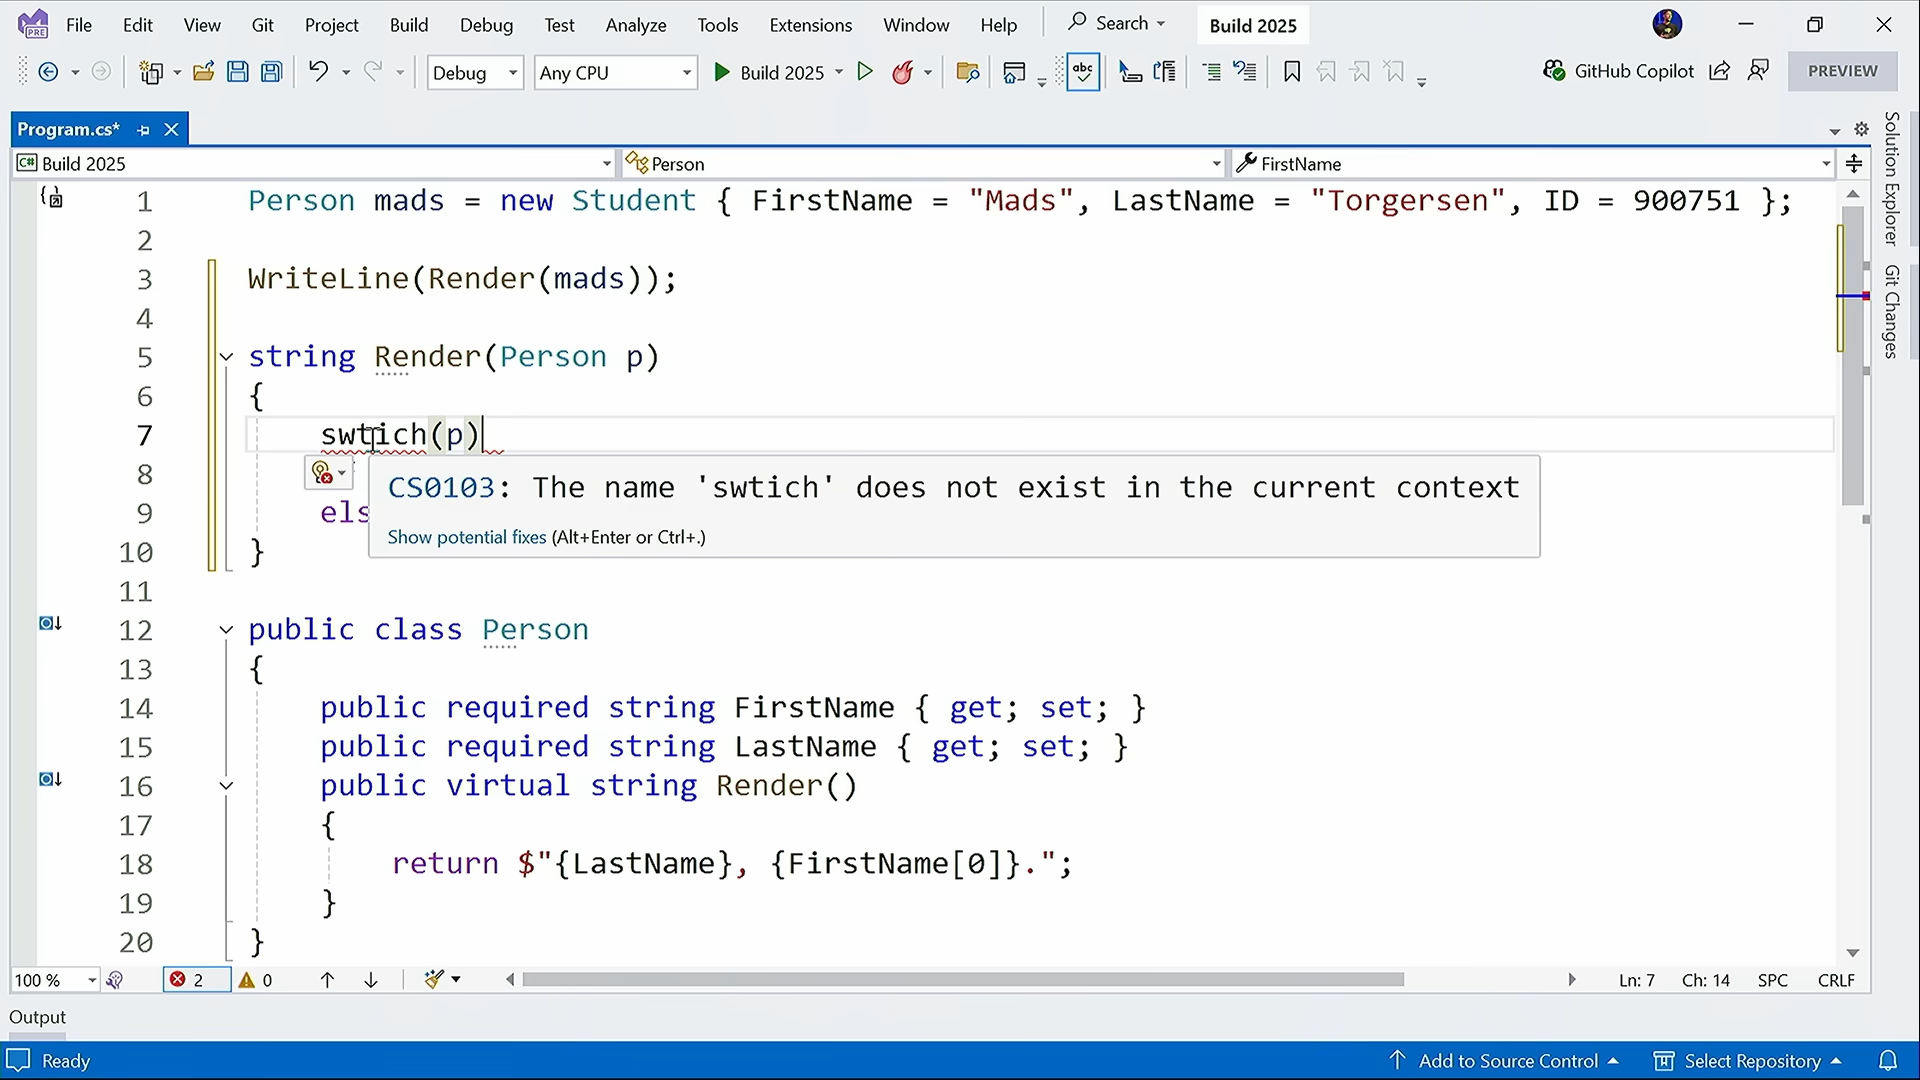 PRE File Edit View Git Project Build Debug Test Analyze Tools Extensions Window Help Search Build 2025
Debug Any CPU Build 2025 abc GitHub Copilot PREVIEW
Program.cs*
C# Build 2025 Person FirstName
1 Person mads = new Student { FirstName = "Mads", LastName = "Torgersen", ID = 900751 };
2
3 WriteLine(Render(mads));
4
5 string Render(Person p)
6 {
7 swtich(p)
8
CS0103: The name 'swtich' does not exist in the current context
9 els
Show potential fixes (Alt+Enter or Ctrl+.)
10 }
11
12 public class Person
13 {
14 public required string FirstName { get; set; }
15 public required string LastName { get; set; }
16 public virtual string Render()
17 {
18 return $"{LastName}, {FirstName[0]}.";
19 }
20 }
100 % 2 0 Ln: 7 Ch: 14 SPC CRLF
Output
Ready Add to Source Control Select Repository
Solution Explorer
Git Changes